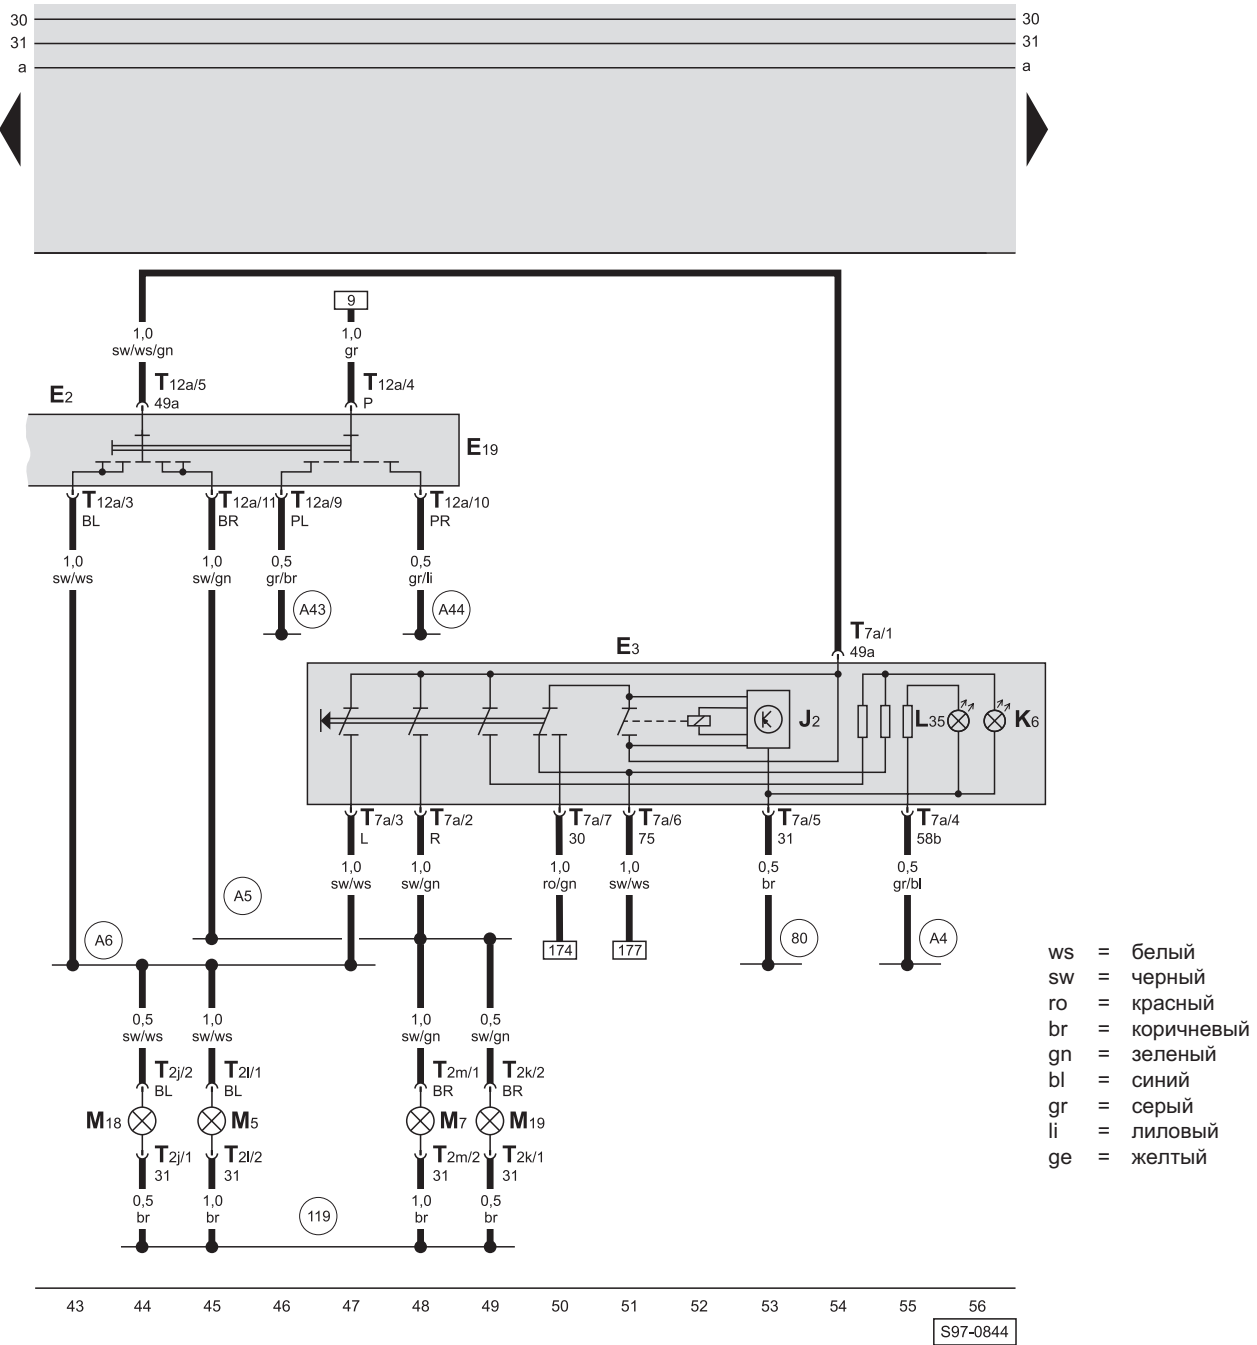 30 30
31 31
a a
9
1,0 1,0
sw/ws/gn gr
E2 T12a/5 T12a/4
49a P
E19
T12a/3 T12a/11 T12a/9 T12a/10
BL BR PL PR
1,0 1,0 0,5 0,5
sw/ws sw/gn gr/br gr/li
A43 A44
T7a/1
E3 49a
J2 L35 K6
T7a/3 T7a/2 T7a/7 T7a/6 T7a/5 T7a/4
L R 30 75 31 58b
1,0 1,0 1,0 1,0 0,5 0,5
sw/ws sw/gn ro/gn sw/ws br gr/bl
A5
A6 174 177 80 A4
ws = белый
sw = черный
ro = красный
br = коричневый
gn = зеленый
bl = синий
gr = серый
li = лиловый
ge = желтый
0,5 1,0 1,0 0,5
sw/ws sw/ws sw/gn sw/gn
T2j/2 T2l/1 T2m/1 T2k/2
BL BL BR BR
M18 M5 M7 M19
T2j/1 T2l/2 T2m/2 T2k/1
31 31 31 31
0,5 1,0 1,0 0,5
br br br br
119
43 44 45 46 47 48 49 50 51 52 53 54 55 56
S97-0844